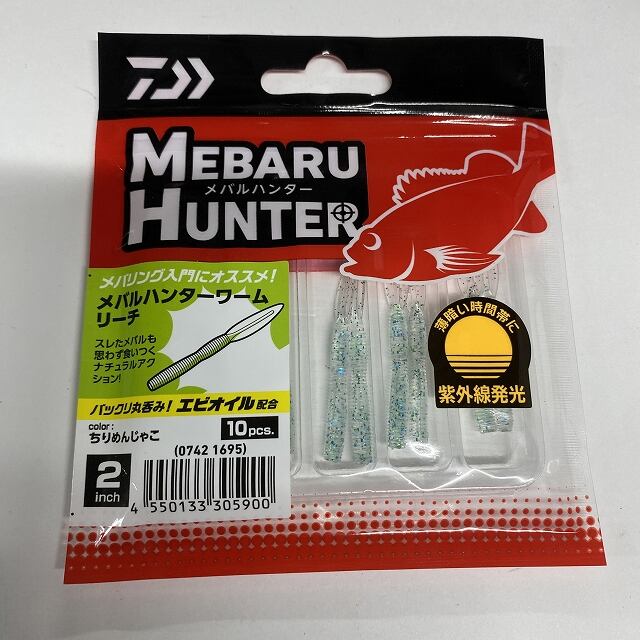 MEBARU
メバルハンター
HUNTER
メバリング入門にオススメ!
メバルハンターワーム
リーチ
スレたメバルも
思わず食いつく
ナチュラルアク
ション!
パックリ丸呑み! エビオイル配合
color:
ちりめんじゃこ
10pcs.
(0742 1695)
2
inch
4 550133 305900
薄暗い時間帯に
紫外線発光